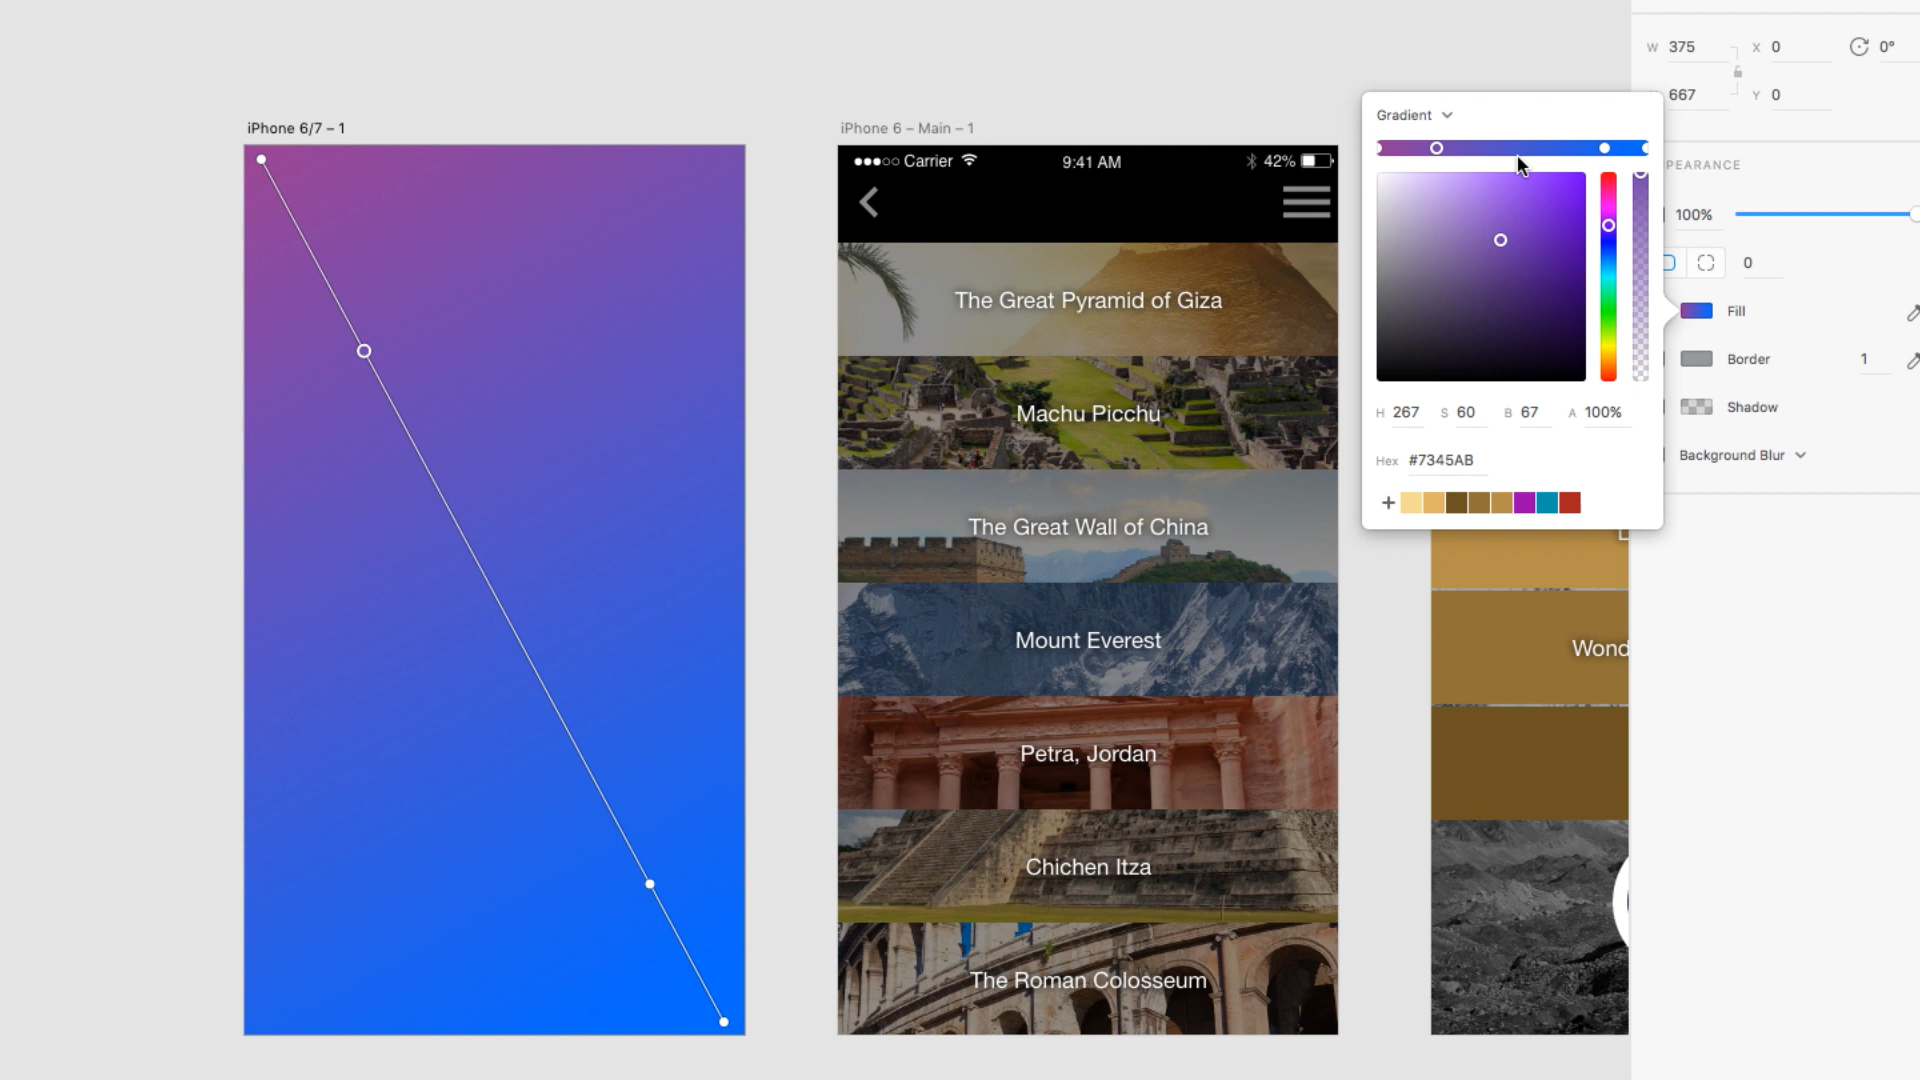 W 375
X 0
0°
667
Y 0
Gradient
PEARANCE
100%
0
Fill
Border
1
Shadow
Background Blur
H 267 S 60 B 67 A 100%
Hex #7345AB
+
iPhone 6/7 – 1
iPhone 6 – Main – 1
Carrier
9:41 AM
42%
The Great Pyramid of Giza
Machu Picchu
The Great Wall of China
Mount Everest
Petra, Jordan
Chichen Itza
The Roman Colosseum
Wond